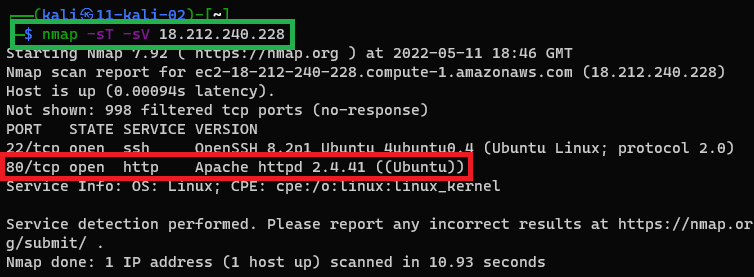 ──(kali㉿11-kali-02)-[~]
─$ nmap -sT -sV 18.212.240.228
Starting Nmap 7.92 ( https://nmap.org ) at 2022-05-11 18:46 GMT
Nmap scan report for ec2-18-212-240-228.compute-1.amazonaws.com (18.212.240.228)
Host is up (0.00094s latency).
Not shown: 998 filtered tcp ports (no-response)
PORT   STATE SERVICE VERSION
22/tcp open  ssh     OpenSSH 8.2p1 Ubuntu 4ubuntu0.4 (Ubuntu Linux; protocol 2.0)
80/tcp open  http    Apache httpd 2.4.41 ((Ubuntu))
Service Info: OS: Linux; CPE: cpe:/o:linux:linux_kernel

Service detection performed. Please report any incorrect results at https://nmap.or
g/submit/ .
Nmap done: 1 IP address (1 host up) scanned in 10.93 seconds